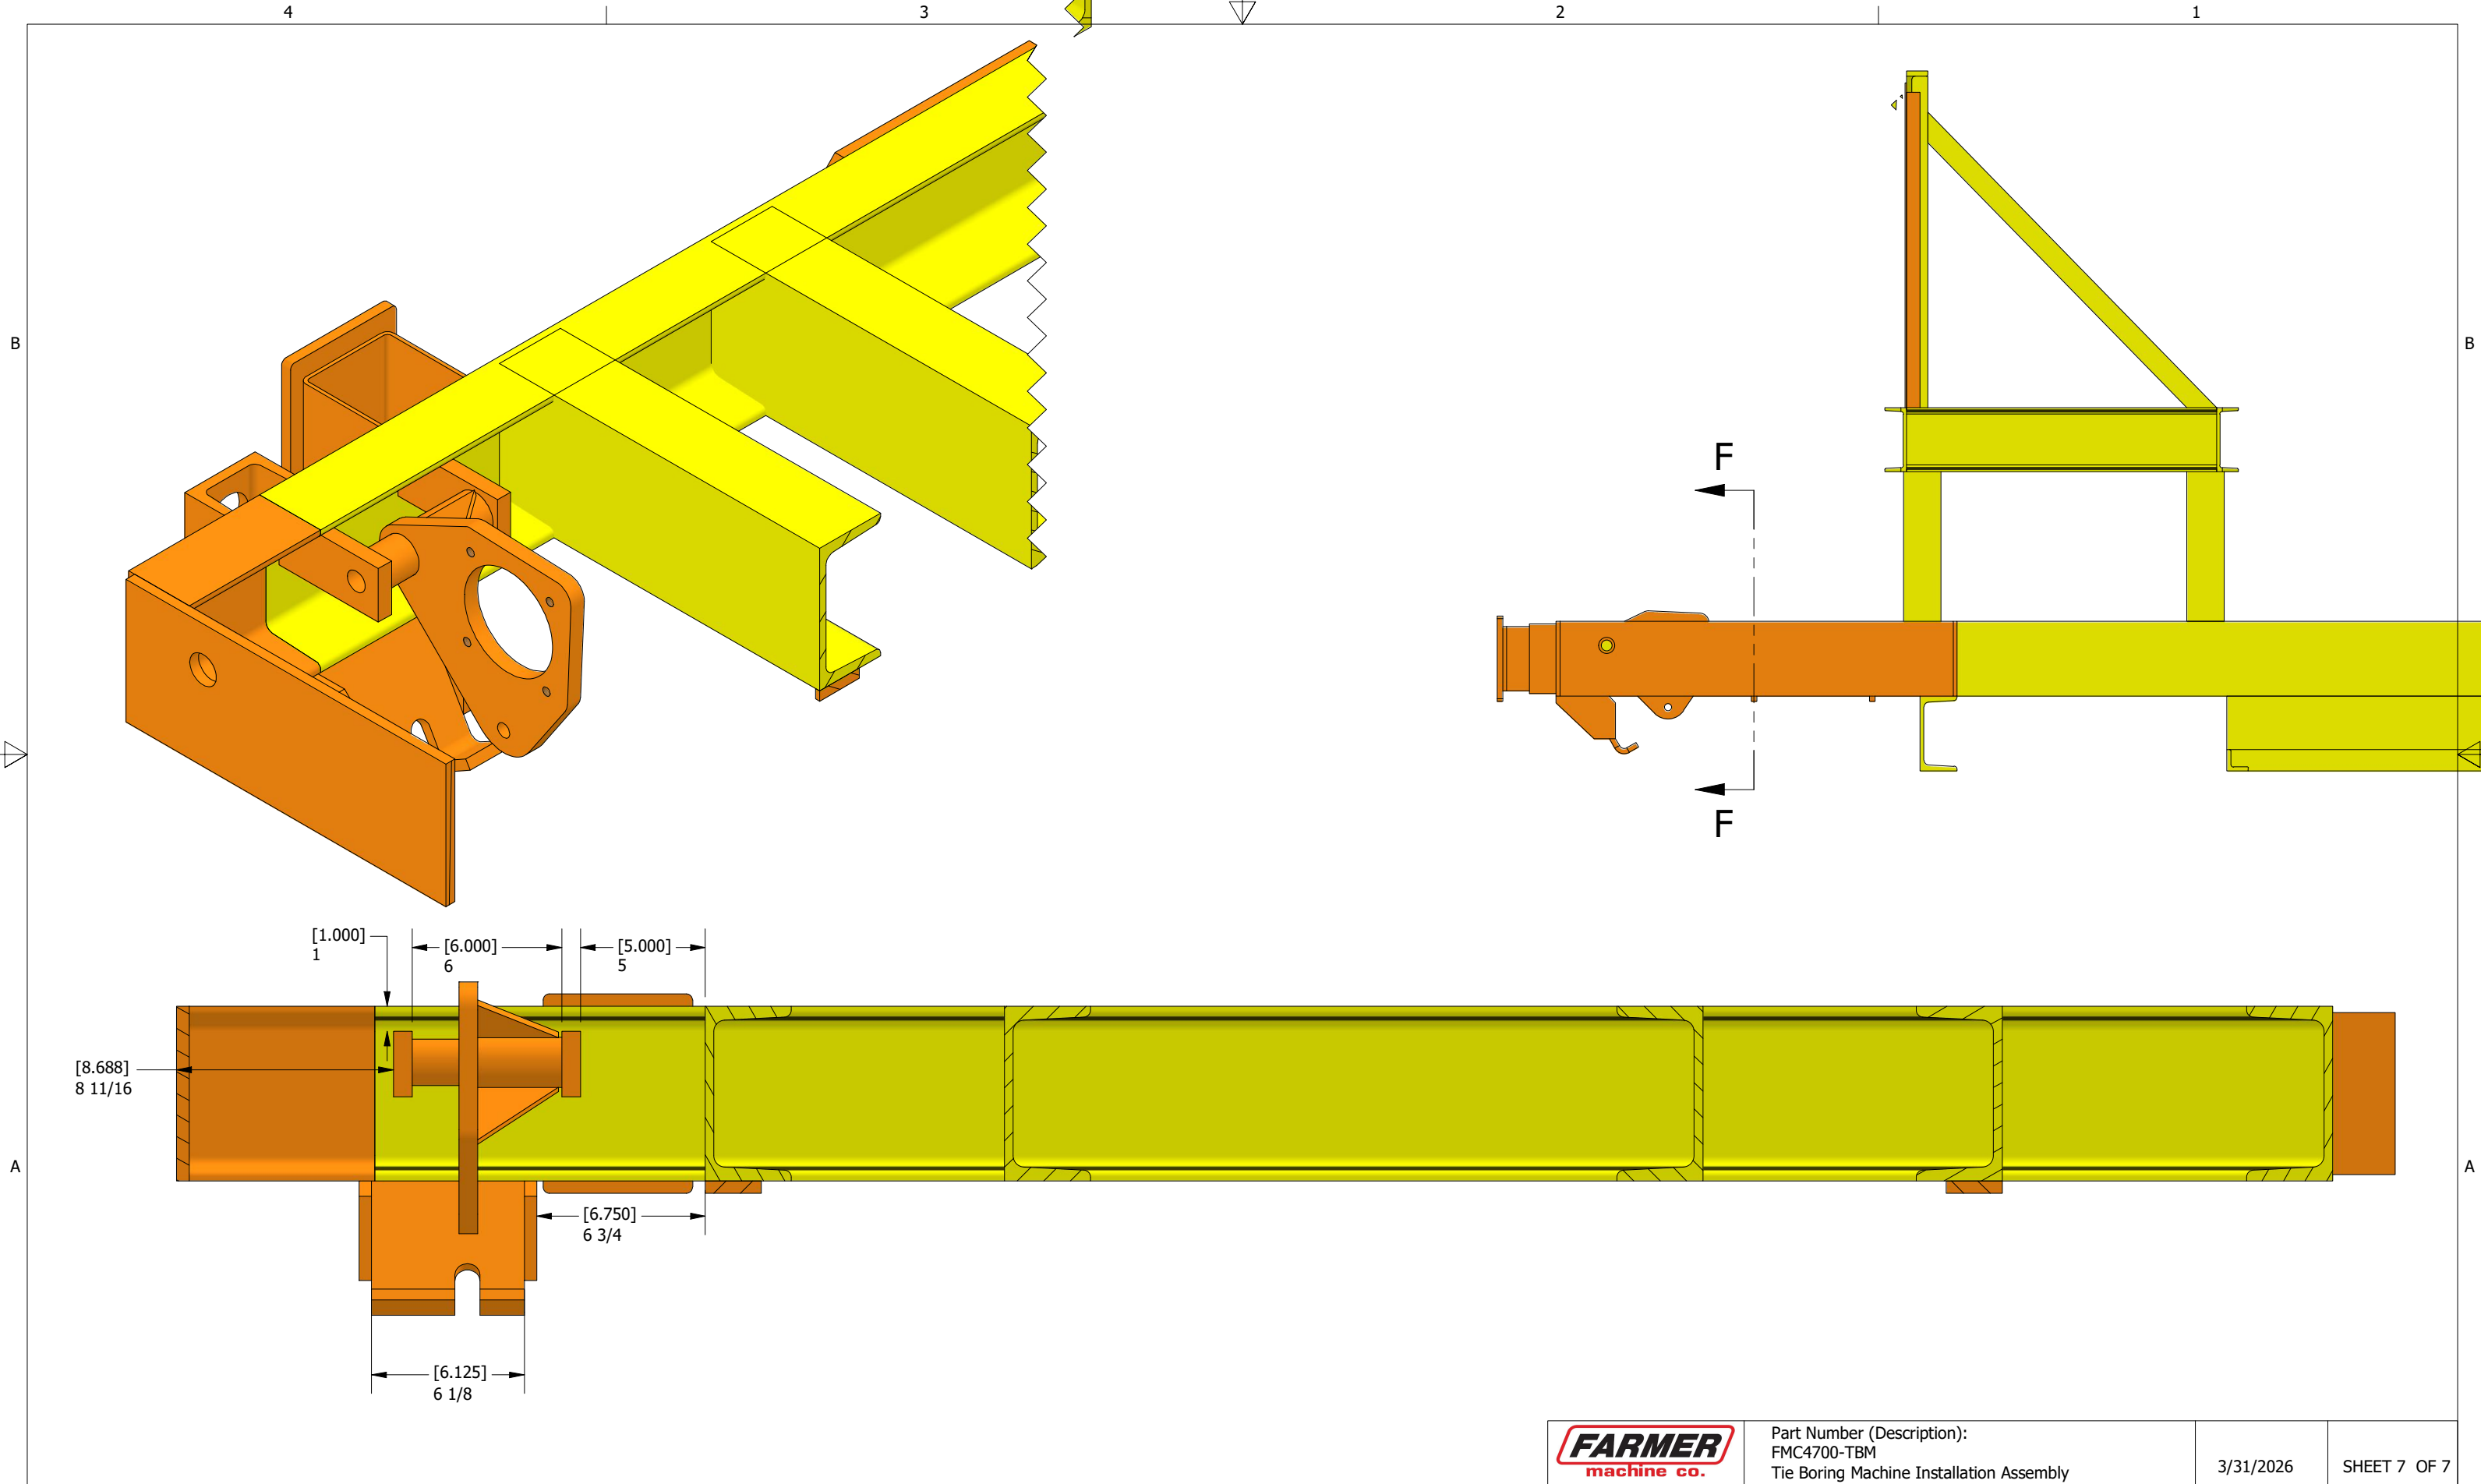 4
3
2
1
B
B
F
F
[1.000]
1
[6.000]
6
[5.000]
5
[8.688]
8 11/16
A
A
[6.750]
6 3/4
[6.125]
6 1/8
FARMER
machine co.
Part Number (Description):
FMC4700-TBM
Tie Boring Machine Installation Assembly
3/31/2026
SHEET 7 OF 7